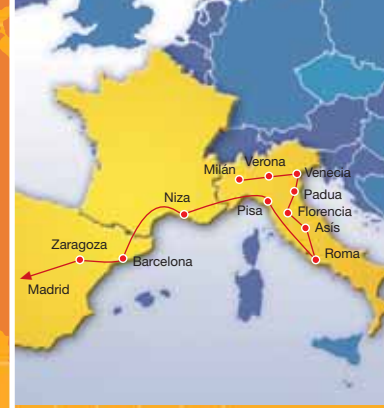 Milán
Verona
Venecia
Padua
Niza
Pisa
Florencia
Asís
Zaragoza
Barcelona
Roma
Madrid